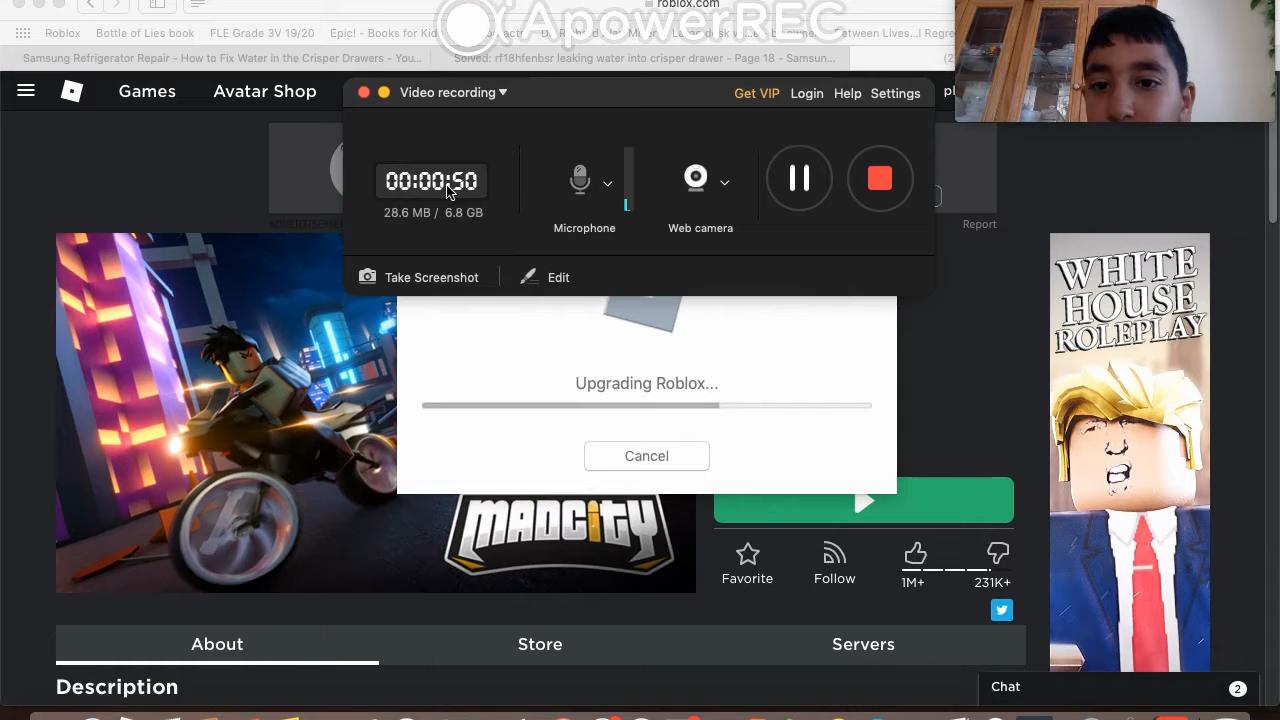 roblox.com
ApowerREC
Roblox Bottle of Lies book FLE Grade 3V 19/20 Epic! - Books for Kid
Between Lives...I Regre
Samsung Refrigerator Repair - How to Fix Water in the Crisper Drawers - You...
Solved: rf18hfenbsr leaking water into crisper drawer - Page 18 - Samsun...
Games Avatar Shop
Video recording
Get VIP Login Help Settings
00:00:50
28.6 MB / 6.8 GB
Microphone
Web camera
Take Screenshot
Edit
Report
Upgrading Roblox...
Cancel
MADCITY
WHITE
HOUSE
ROLEPLAY
Favorite
Follow
1M+
231K+
About Store Servers
Description
Chat 2